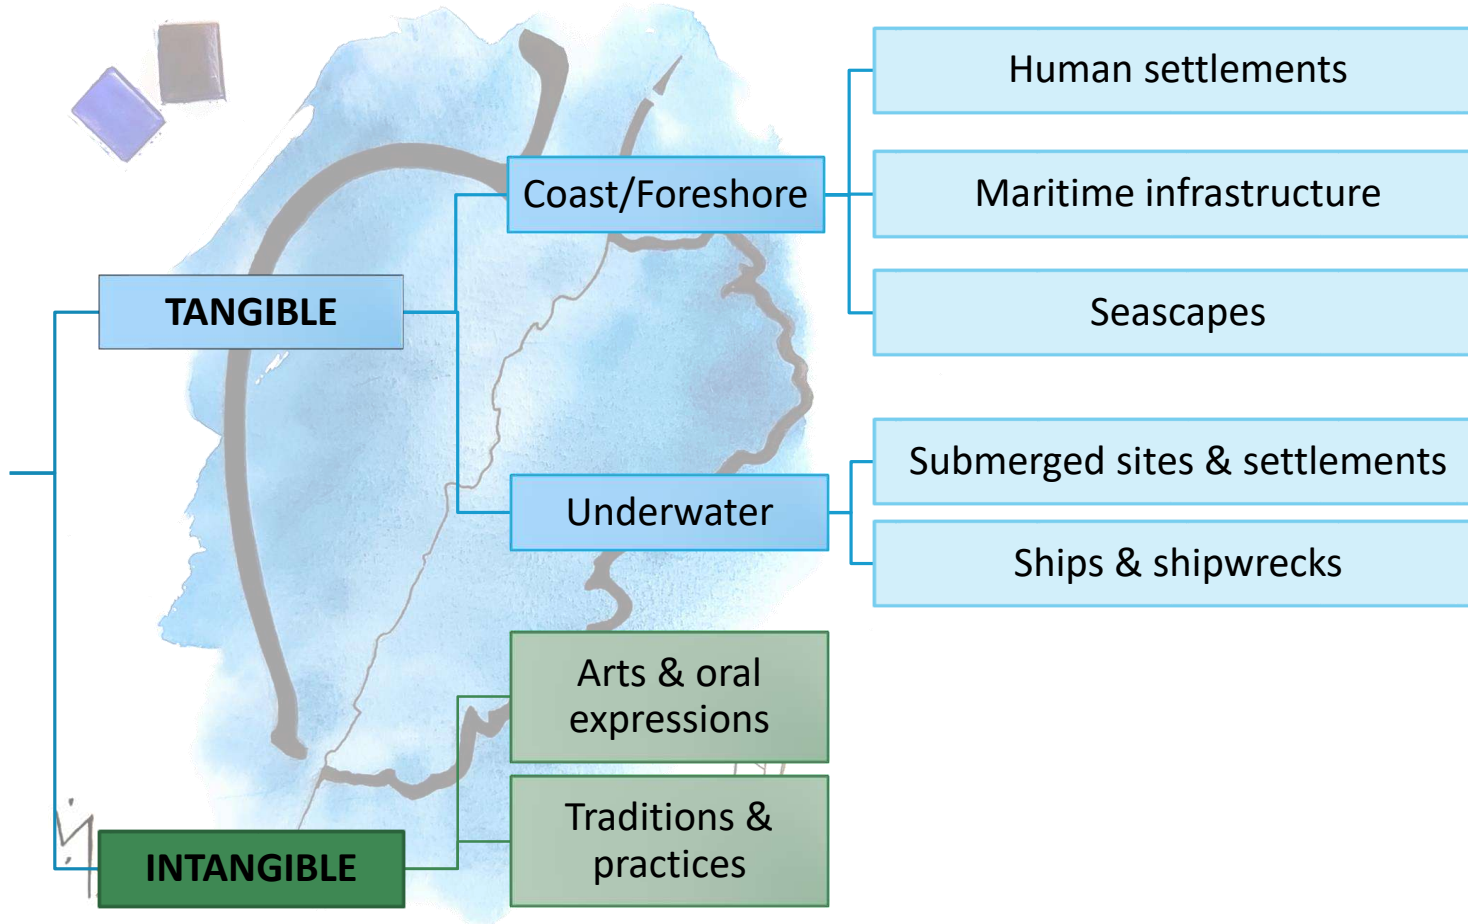 Human settlements
Coast/Foreshore
Maritime infrastructure
TANGIBLE
Seascapes
Submerged sites & settlements
Underwater
Ships & shipwrecks
Arts & oral
expressions
Traditions &
practices
INTANGIBLE